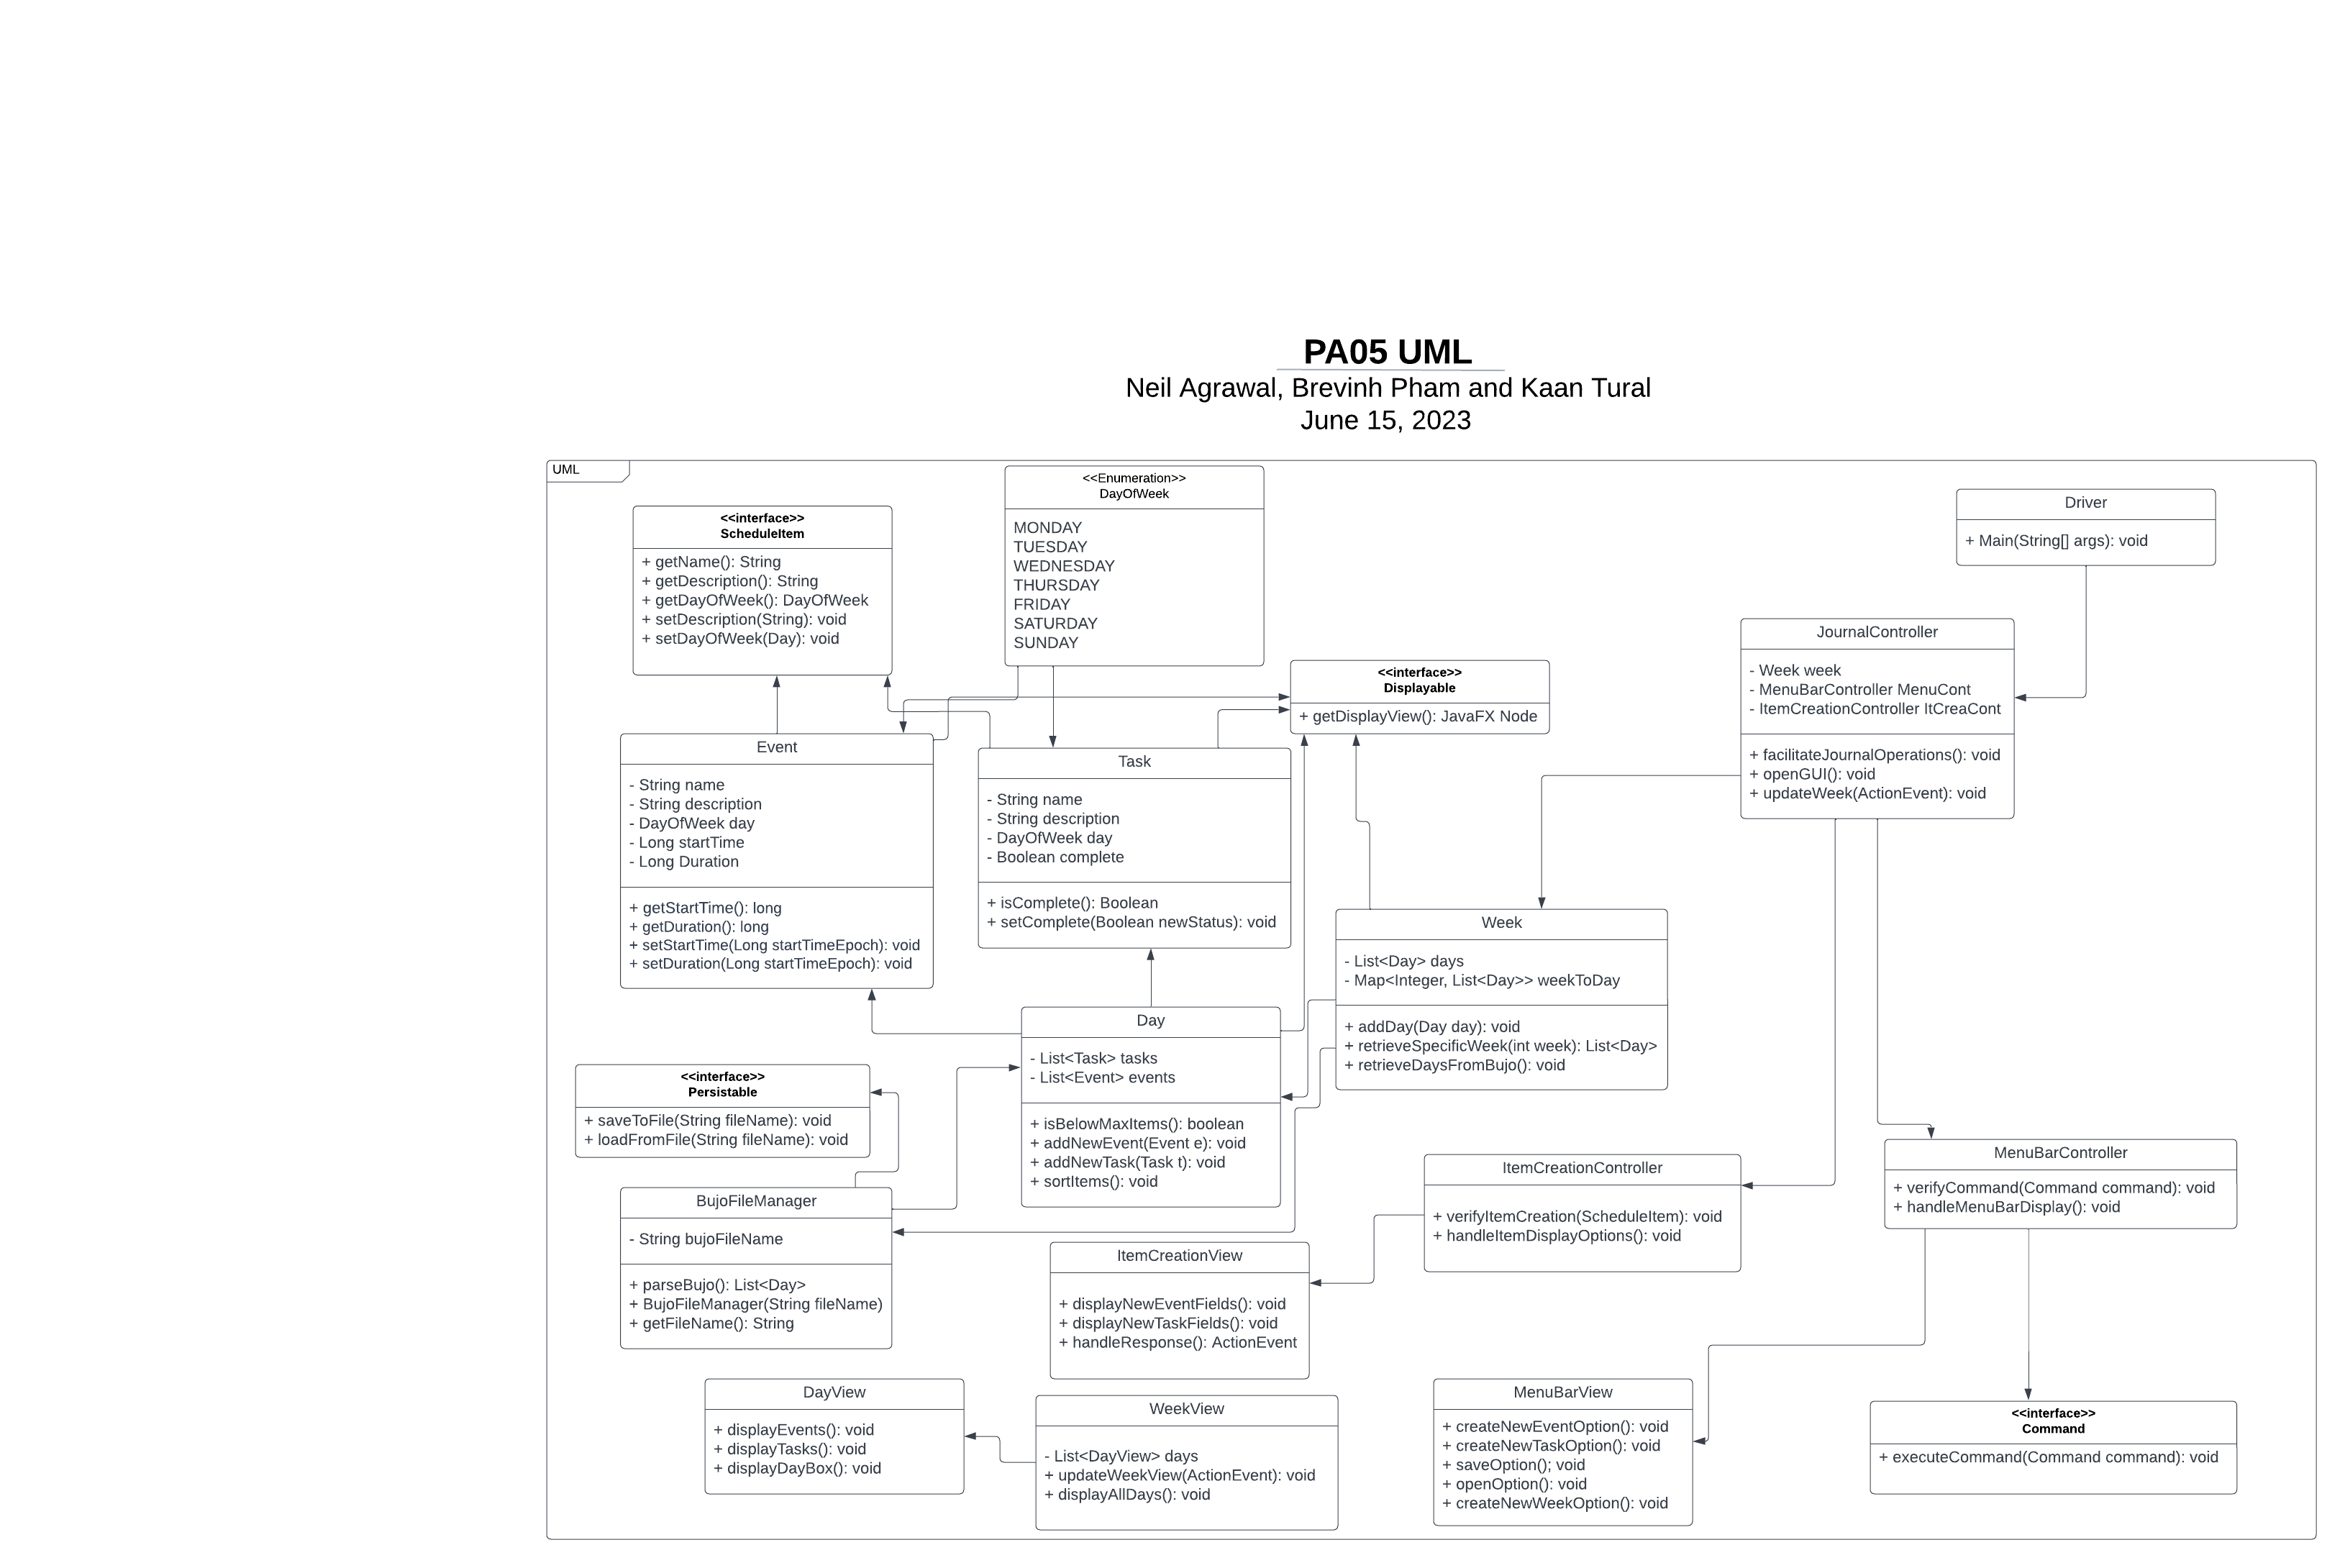 PA05 UML
Neil Agrawal, Brevinh Pham and Kaan Tural
June 15, 2023
UML
<<interface>>
ScheduleItem
+ getName(): String
+ getDescription(): String
+ getDayOfWeek(): DayOfWeek
+ setDescription(String): void
+ setDayOfWeek(Day): void
<<Enumeration>>
DayOfWeek
MONDAY
TUESDAY
WEDNESDAY
THURSDAY
FRIDAY
SATURDAY
SUNDAY
Driver
+ Main(String[] args): void
<<interface>>
Displayable
+ getDisplayView(): JavaFX Node
JournalController
- Week week
- MenuBarController MenuCont
- ItemCreationController ItCreaCont
+ facilitateJournalOperations(): void
+ openGUI(): void
+ updateWeek(ActionEvent): void
Event
- String name
- String description
- DayOfWeek day
- Long startTime
- Long Duration
+ getStartTime(): long
+ getDuration(): long
+ setStartTime(Long startTimeEpoch): void
+ setDuration(Long startTimeEpoch): void
Task
- String name
- String description
- DayOfWeek day
- Boolean complete
+ isComplete(): Boolean
+ setComplete(Boolean newStatus): void
Week
- List<Day> days
- Map<Integer, List<Day>> weekToDay
+ addDay(Day day): void
+ retrieveSpecificWeek(int week): List<Day>
+ retrieveDaysFromBujo(): void
Day
- List<Task> tasks
- List<Event> events
+ isBelowMaxItems(): boolean
+ addNewEvent(Event e): void
+ addNewTask(Task t): void
+ sortItems(): void
<<interface>>
Persistable
+ saveToFile(String fileName): void
+ loadFromFile(String fileName): void
BujoFileManager
- String bujoFileName
+ parseBujo(): List<Day>
+ BujoFileManager(String fileName)
+ getFileName(): String
ItemCreationController
+ verifyItemCreation(ScheduleItem): void
+ handleItemDisplayOptions(): void
MenuBarController
+ verifyCommand(Command command): void
+ handleMenuBarDisplay(): void
ItemCreationView
+ displayNewEventFields(): void
+ displayNewTaskFields(): void
+ handleResponse(): ActionEvent
DayView
+ displayEvents(): void
+ displayTasks(): void
+ displayDayBox(): void
WeekView
- List<DayView> days
+ updateWeekView(ActionEvent): void
+ displayAllDays(): void
MenuBarView
+ createNewEventOption(): void
+ createNewTaskOption(): void
+ saveOption(); void
+ openOption(): void
+ createNewWeekOption(): void
<<interface>>
Command
+ executeCommand(Command command): void